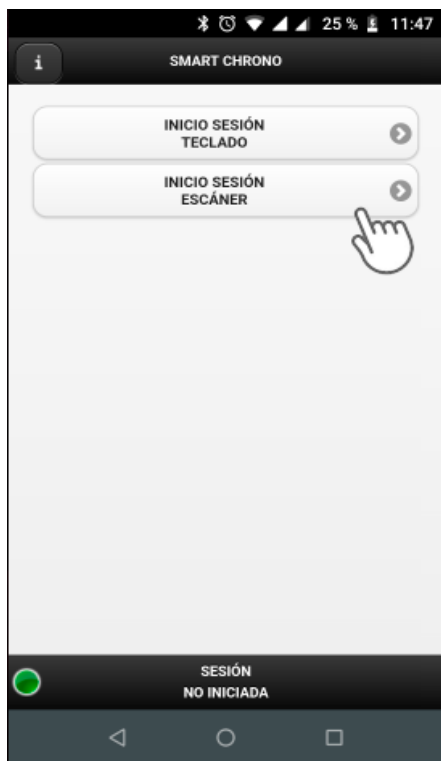 25 % 11:47
i SMART CHRONO
INICIO SESIÓN
TECLADO
INICIO SESIÓN
ESCÁNER
SESIÓN
NO INICIADA